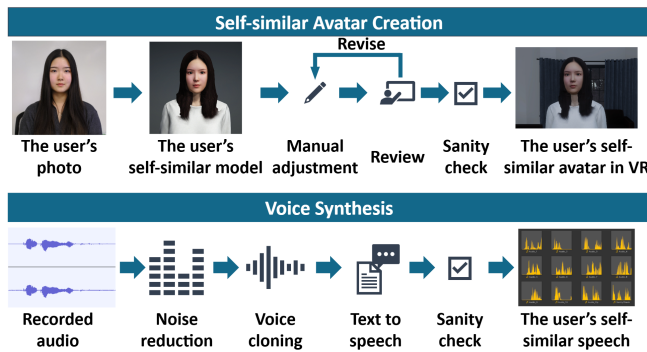 Self-similar Avatar Creation
Revise
The user's
photo
The user's
self-similar model
Manual
adjustment
Review
Sanity
check
The user's self-
similar avatar in VR
Voice Synthesis
Recorded
audio
Noise
reduction
Voice
cloning
Text to
speech
Sanity
check
The user's self-
similar speech